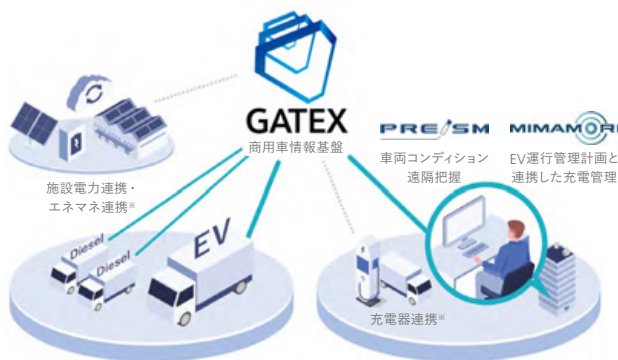 GATEX
商用車情報基盤
PREISM
車両コンディション
遠隔把握
MIMAMORI
EV運行管理計画と
連携した充電管理
施設電力連携・
エネマネ連携※
Diesel
Diesel
EV
充電器連携※